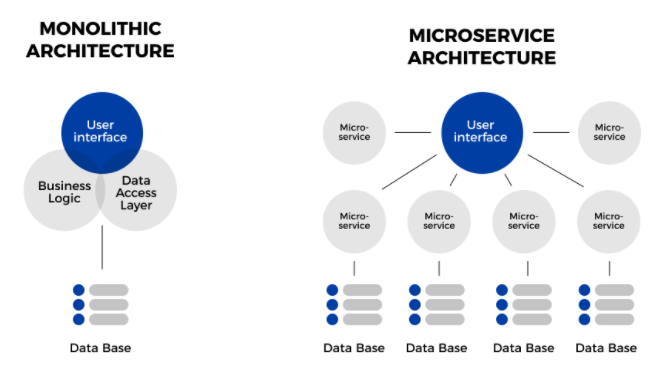 MONOLITHIC
ARCHITECTURE
User
interface
Business
Logic
Data
Access
Layer
Data Base
MICROSERVICE
ARCHITECTURE
Micro-
service
User
interface
Micro-
service
Micro-
service
Micro-
service
Micro-
service
Micro-
service
Data Base
Data Base
Data Base
Data Base